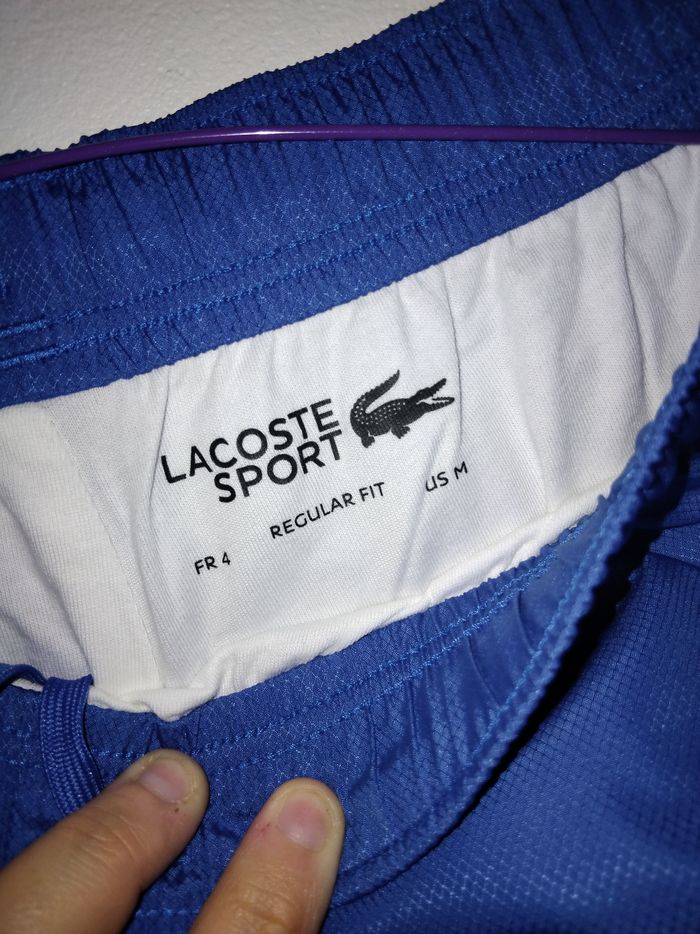 LACOSTE
SPORT
FR 4 REGULAR FIT US M